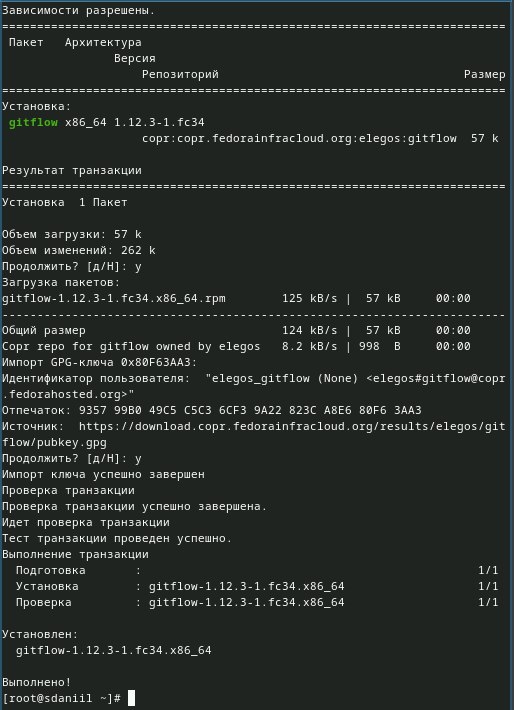 Зависимости разрешены.
================================================================================
Пакет Архитектура
Версия
Репозиторий Размер
================================================================================
Установка:
gitflow x86_64 1.12.3-1.fc34
copr:copr.fedorainfracloud.org:elegos:gitflow 57 k
Результат транзакции
================================================================================
Установка 1 Пакет
Объем загрузки: 57 k
Объем изменений: 262 k
Продолжить? [д/Н]: y
Загрузка пакетов:
gitflow-1.12.3-1.fc34.x86_64.rpm 125 kB/s | 57 kB 00:00
--------------------------------------------------------------------------------
Общий размер 124 kB/s | 57 kB 00:00
Copr repo for gitflow owned by elegos 8.2 kB/s | 998 B 00:00
Импорт GPG-ключа 0x80F63AA3:
Идентификатор пользователя: "elegos_gitflow (None) <elegos#gitflow@copr
.fedorahosted.org>"
Отпечаток: 9357 99B0 49C5 C5C3 6CF3 9A22 823C A8E6 80F6 3AA3
Источник: https://download.copr.fedorainfracloud.org/results/elegos/git
flow/pubkey.gpg
Продолжить? [д/Н]: y
Импорт ключа успешно завершен
Проверка транзакции
Проверка транзакции успешно завершена.
Идет проверка транзакции
Тест транзакции проведен успешно.
Выполнение транзакции
Подготовка : 1/1
Установка : gitflow-1.12.3-1.fc34.x86_64 1/1
Проверка : gitflow-1.12.3-1.fc34.x86_64 1/1
Установлен:
gitflow-1.12.3-1.fc34.x86_64
Выполнено!
[root@sdaniil ~]#